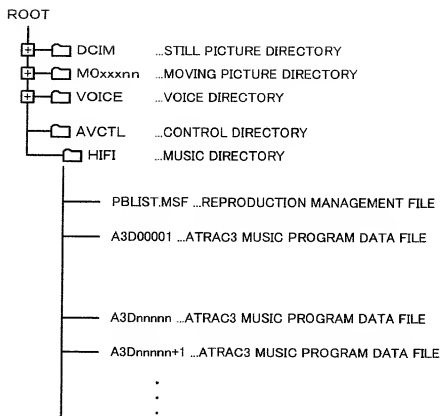 ROOT
DCIM ...STILL PICTURE DIRECTORY
MOxxxnn ...MOVING PICTURE DIRECTORY
VOICE ...VOICE DIRECTORY
AVCTL ...CONTROL DIRECTORY
HIFI ...MUSIC DIRECTORY
PBLIST.MSF ...REPRODUCTION MANAGEMENT FILE
A3D00001 ...ATRAC3 MUSIC PROGRAM DATA FILE
A3Dnnnnn ...ATRAC3 MUSIC PROGRAM DATA FILE
A3Dnnnnn+1 ...ATRAC3 MUSIC PROGRAM DATA FILE